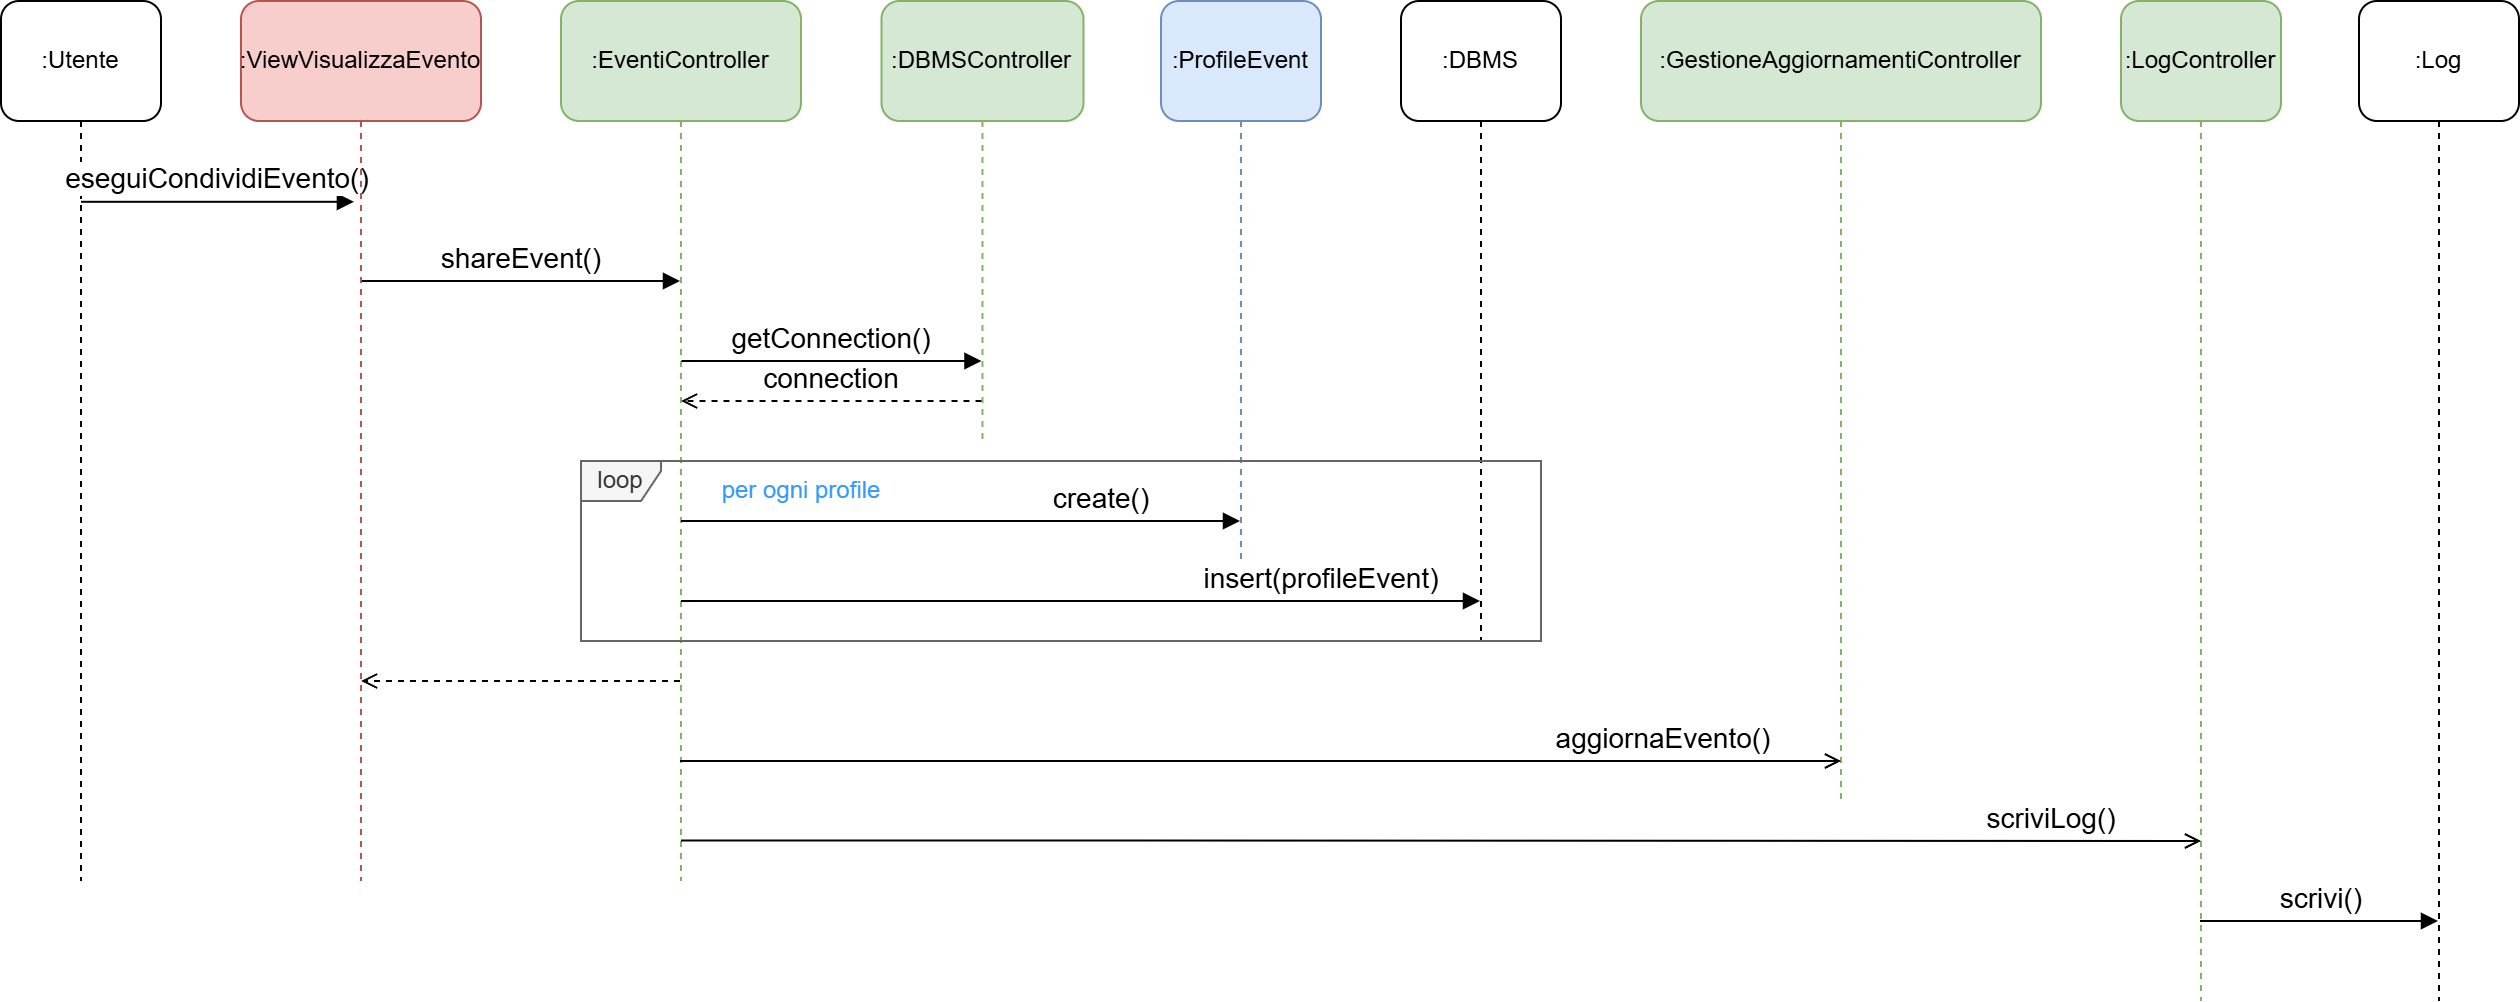 :Utente
:ViewVisualizzaEvento
:EventiController
:DBMSController
:ProfileEvent
:DBMS
:GestioneAggiornamentiController
:LogController
:Log
eseguiCondividiEvento()
shareEvent()
getConnection()
connection
loop
per ogni profile
create()
insert(profileEvent)
aggiornaEvento()
scriviLog()
scrivi()